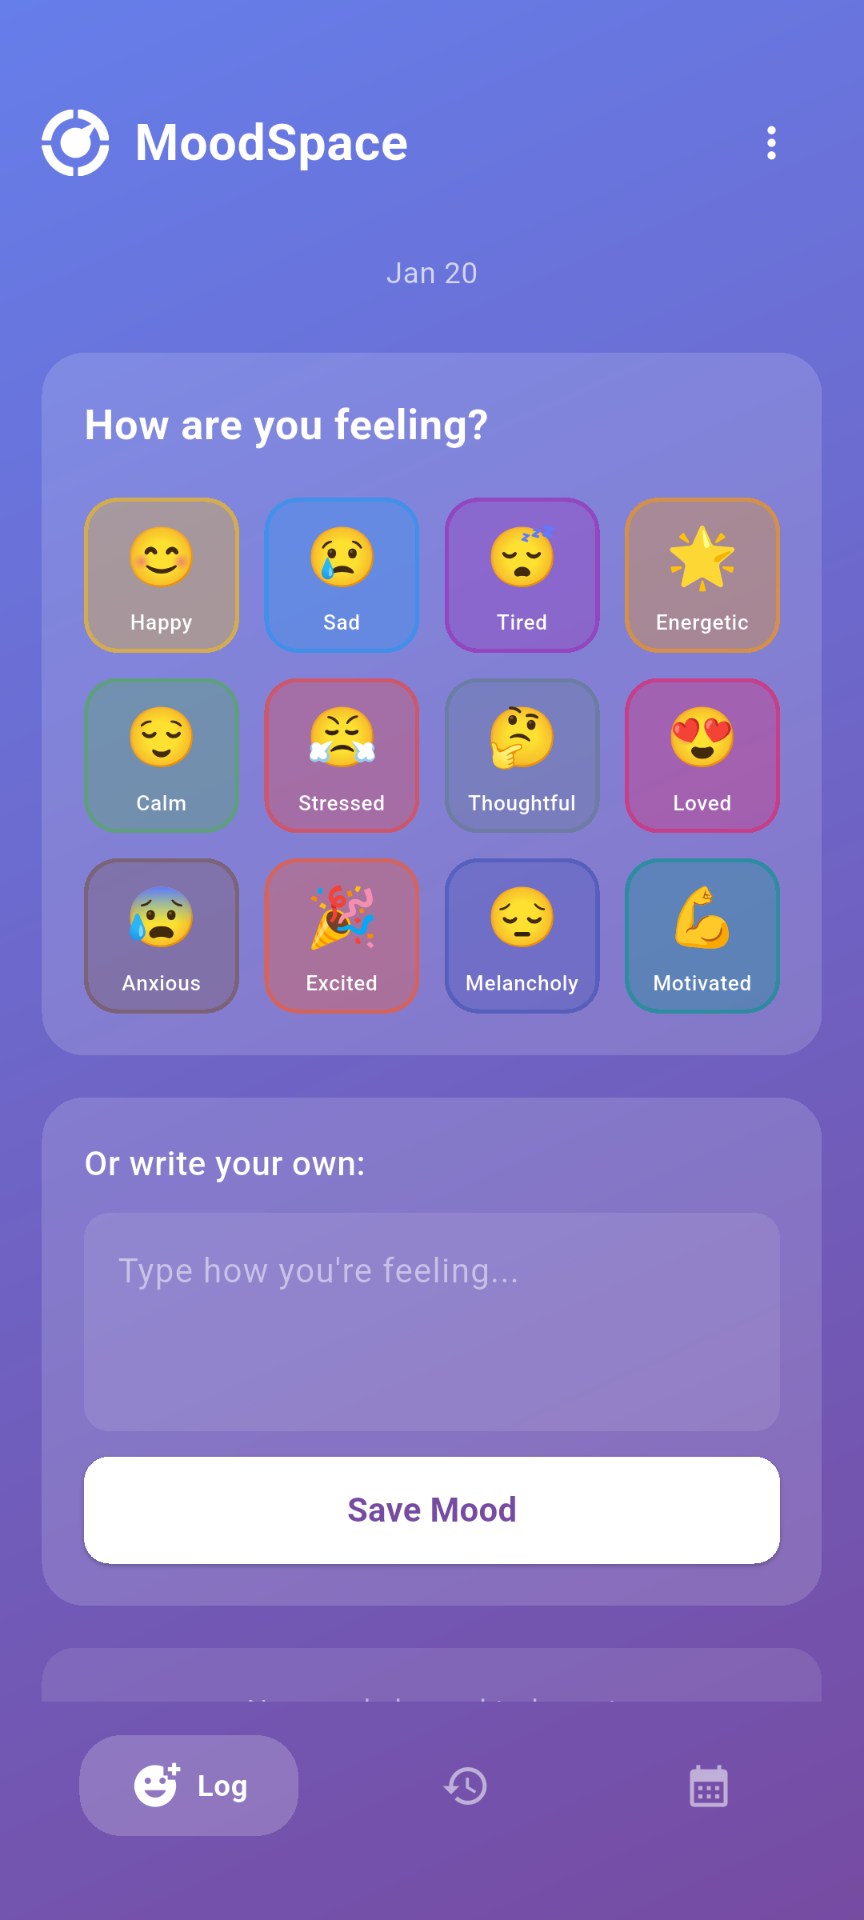 MoodSpace
Jan 20
How are you feeling?
Happy Sad Tired Energetic
Calm Stressed Thoughtful Loved
Anxious Excited Melancholy Motivated
Or write your own:
Type how you're feeling...
Save Mood
Log